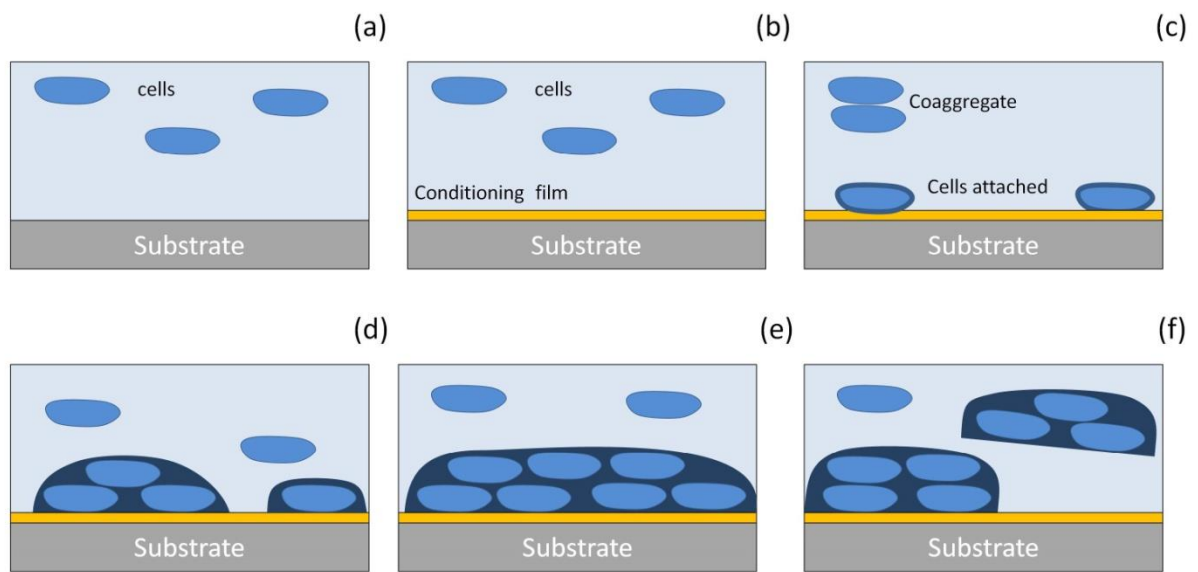 (a)
cells
Substrate
(b)
cells
Conditioning film
Substrate
(c)
Coaggregate
Cells attached
Substrate
(d)
Substrate
(e)
Substrate
(f)
Substrate